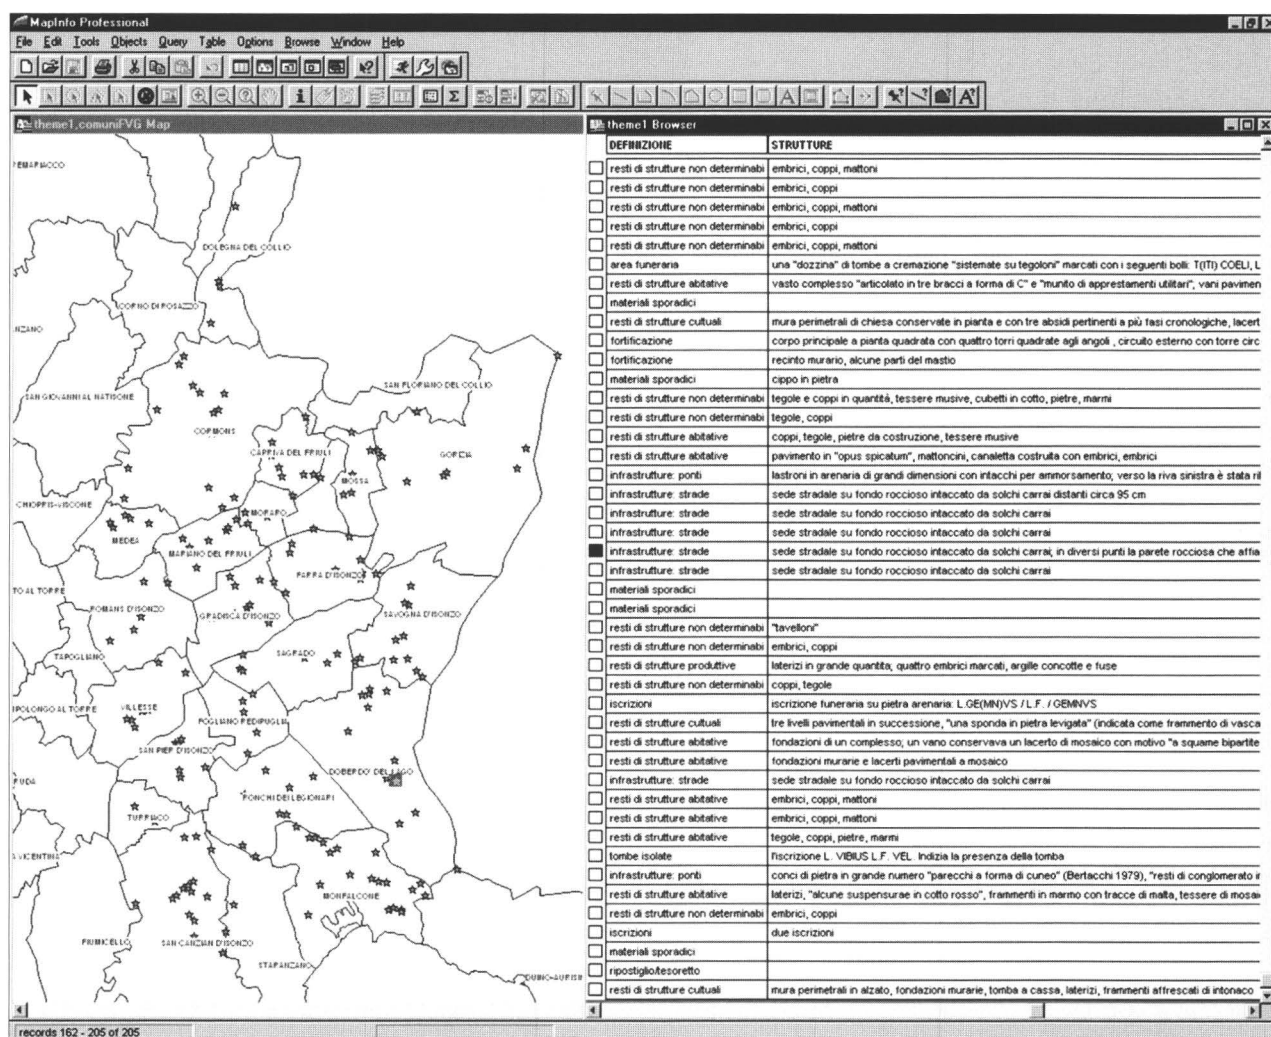 MapInfo Professional
File Edit Tools Objects Query Table Options Browse Window Help
theme1,comuniFVG Map
DOLEGNA DEL COLLIO
CORNO DI ROSAZZO
SAN FLORIANO DEL COLLIO
SAN GIOVANNI AL NATISONE
CORMONS
CAPRIVA DEL FRIULI
GORIZIA
MOSSA
CHIOPRIS-VISCONE
MORARO
MEDEA
MARIANO DEL FRIULI
FARRA D'ISONZO
TO AL TORRE
ROMANS D'ISONZO
GRADISCA D'ISONZO
SAVOGNA D'ISONZO
TAPOGLIANO
SAGRADO
VILLESSE
FOGLIANO REDIPUGLIA
SAN PIER D'ISONZO
DOBERDO' DEL LAGO
RUDA
RONCHI DEI LEGIONARI
TURRIACO
A VICENTINA
MONFALCONE
FIUMICELLO
SAN CANZIAN D'ISONZO
STARANZANO
DUINO-AURISI
theme1 Browser
DEFINIZIONE STRUTTURE
resti di strutture non determinabi embrici, coppi, mattoni
resti di strutture non determinabi embrici, coppi
resti di strutture non determinabi embrici, coppi, mattoni
resti di strutture non determinabi embrici, coppi
resti di strutture non determinabi embrici, coppi, mattoni
area funeraria una "dozzina" di tombe a cremazione "sistemate su tegoloni" marcati con i seguenti bolli: T(ITI) COELI, L
resti di strutture abitative vasto complesso "articolato in tre bracci a forma di C" e "munito di apprestamenti utilitari", vani pavimen
materiali sporadici
resti di strutture cultuali mura perimetrali di chiesa conservate in pianta e con tre absidi pertinenti a più fasi cronologiche, lacert
fortificazione corpo principale a pianta quadrata con quattro torri quadrate agli angoli , circuito esterno con torre circ
fortificazione recinto murario, alcune parti del mastio
materiali sporadici cippo in pietra
resti di strutture non determinabi tegole e coppi in quantità, tessere musive, cubetti in cotto, pietre, marmi
resti di strutture non determinabi tegole, coppi
resti di strutture abitative coppi, tegole, pietre da costruzione, tessere musive
resti di strutture abitative pavimento in "opus spicatum", mattoncini, canaletta costruita con embrici, embrici
infrastrutture: ponti lastroni in arenaria di grandi dimensioni con intacchi per ammorsamento; verso la riva sinistra è stata ril
infrastrutture: strade sede stradale su fondo roccioso intaccato da solchi carrai distanti circa 95 cm
infrastrutture: strade sede stradale su fondo roccioso intaccato da solchi carrai
infrastrutture: strade sede stradale su fondo roccioso intaccato da solchi carrai
infrastrutture: strade sede stradale su fondo roccioso intaccato da solchi carrai; in diversi punti la parete rocciosa che affia
infrastrutture: strade sede stradale su fondo roccioso intaccato da solchi carrai
materiali sporadici
materiali sporadici
resti di strutture non determinabi "tavelloni"
resti di strutture non determinabi embrici, coppi
resti di strutture produttive laterizi in grande quantita; quattro embrici marcati, argille concotte e fuse
resti di strutture non determinabi coppi, tegole
iscrizioni iscrizione funeraria su pietra arenaria: L.GE(MN)VS / L.F. / GEMNVS
resti di strutture cultuali tre livelli pavimentali in successione, "una sponda in pietra levigata" (indicata come frammento di vasca
resti di strutture abitative fondazioni di un complesso; un vano conservava un lacerto di mosaico con motivo "a squame bipartite
resti di strutture abitative fondazioni murarie e lacerti pavimentali a mosaico
infrastrutture: strade sede stradale su fondo roccioso intaccato da solchi carrai
resti di strutture abitative embrici, coppi, mattoni
resti di strutture abitative embrici, coppi, mattoni
resti di strutture abitative tegole, coppi, pietre, marmi
tombe isolate l'iscrizione L. VIBIUS L.F. VEL. Indizia la presenza della tomba
infrastrutture: ponti conci di pietra in grande numero "parecchi a forma di cuneo" (Bertacchi 1979), "resti di conglomerato in
resti di strutture abitative laterizi, "alcune suspensurae in cotto rosso", frammenti in marmo con tracce di malta, tessere di mosai
resti di strutture non determinabi embrici, coppi
iscrizioni due iscrizioni
materiali sporadici
ripostiglio/tesoretto
resti di strutture cultuali mura perimetrali in alzato, fondazioni murarie, tomba a cassa, laterizi, frammenti affrescati di intonaco
records 162 - 205 of 205